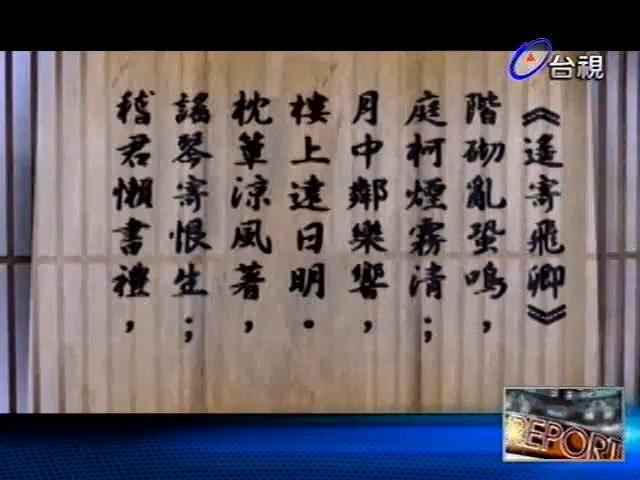 台視
《遙寄飛卿》
階砌亂蛩鳴，
庭柯煙霧清；
月中鄰樂響，
樓上遠日明。
枕簟涼風著，
謠琴寄恨生；
稽君懶書禮，
REPORT